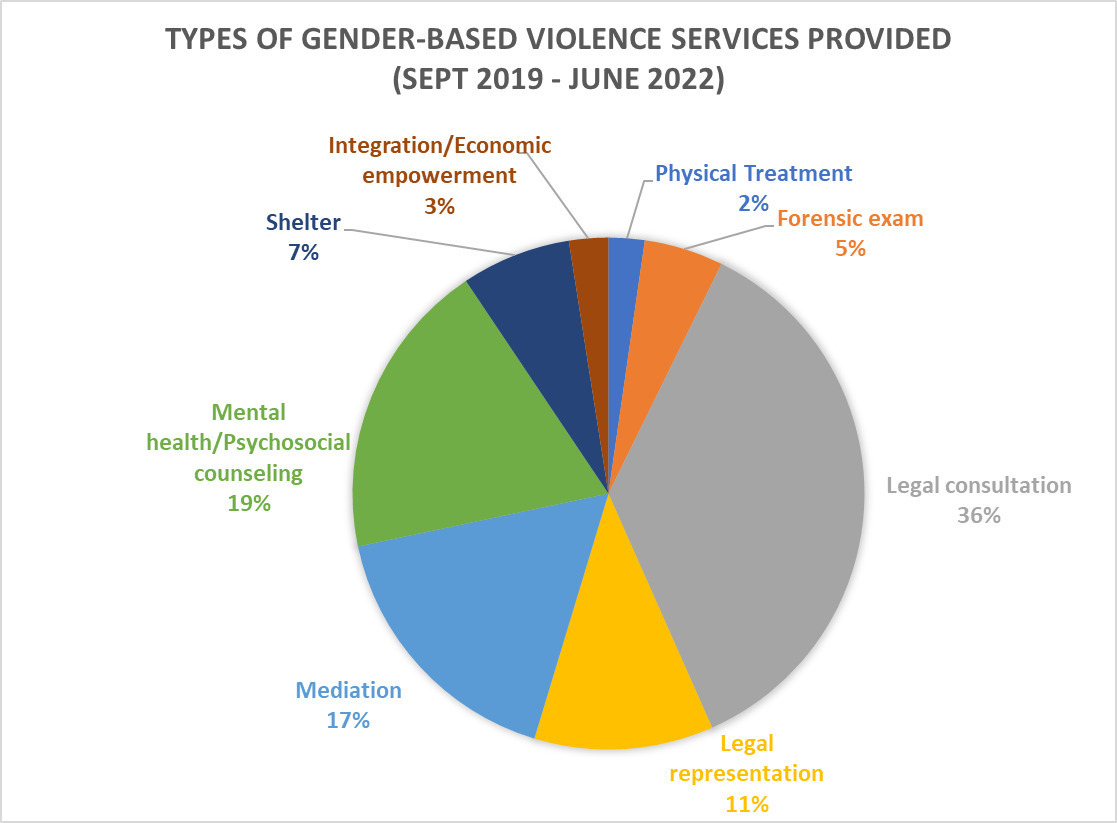 TYPES OF GENDER-BASED VIOLENCE SERVICES PROVIDED
(SEPT 2019 - JUNE 2022)
Integration/Economic
empowerment
3%
Physical Treatment
2%
Forensic exam
5%
Shelter
7%
Mental
health/Psychosocial
counseling
19%
Legal consultation
36%
Mediation
17%
Legal
representation
11%